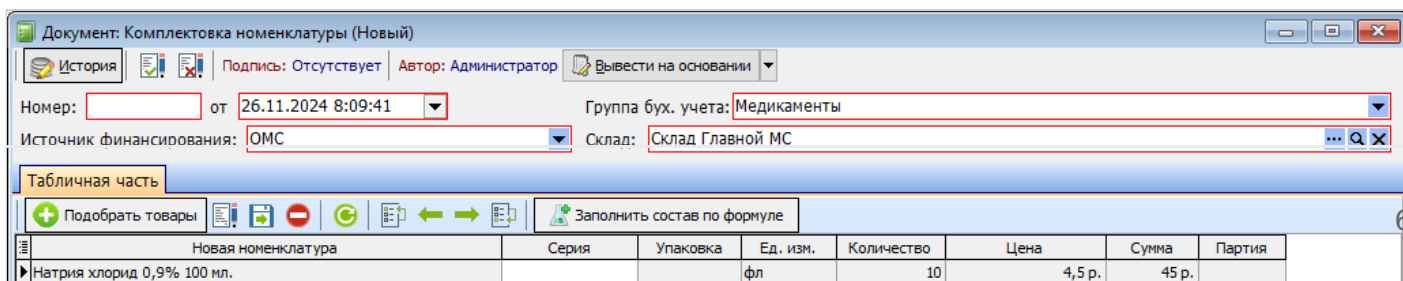 Документ: Комплектовка номенклатуры (Новый)
История Подпись: Отсутствует Автор: Администратор Вывести на основании
Номер: от 26.11.2024 8:09:41 Группа бух. учета: Медикаменты
Источник финансирования: ОМС Склад: Склад Главной МС
Табличная часть
Подобрать товары Заполнить состав по формуле
Новая номенклатура Серия Упаковка Ед. изм. Количество Цена Сумма Партия
Натрия хлорид 0,9% 100 мл. фл 10 4,5 р. 45 р.